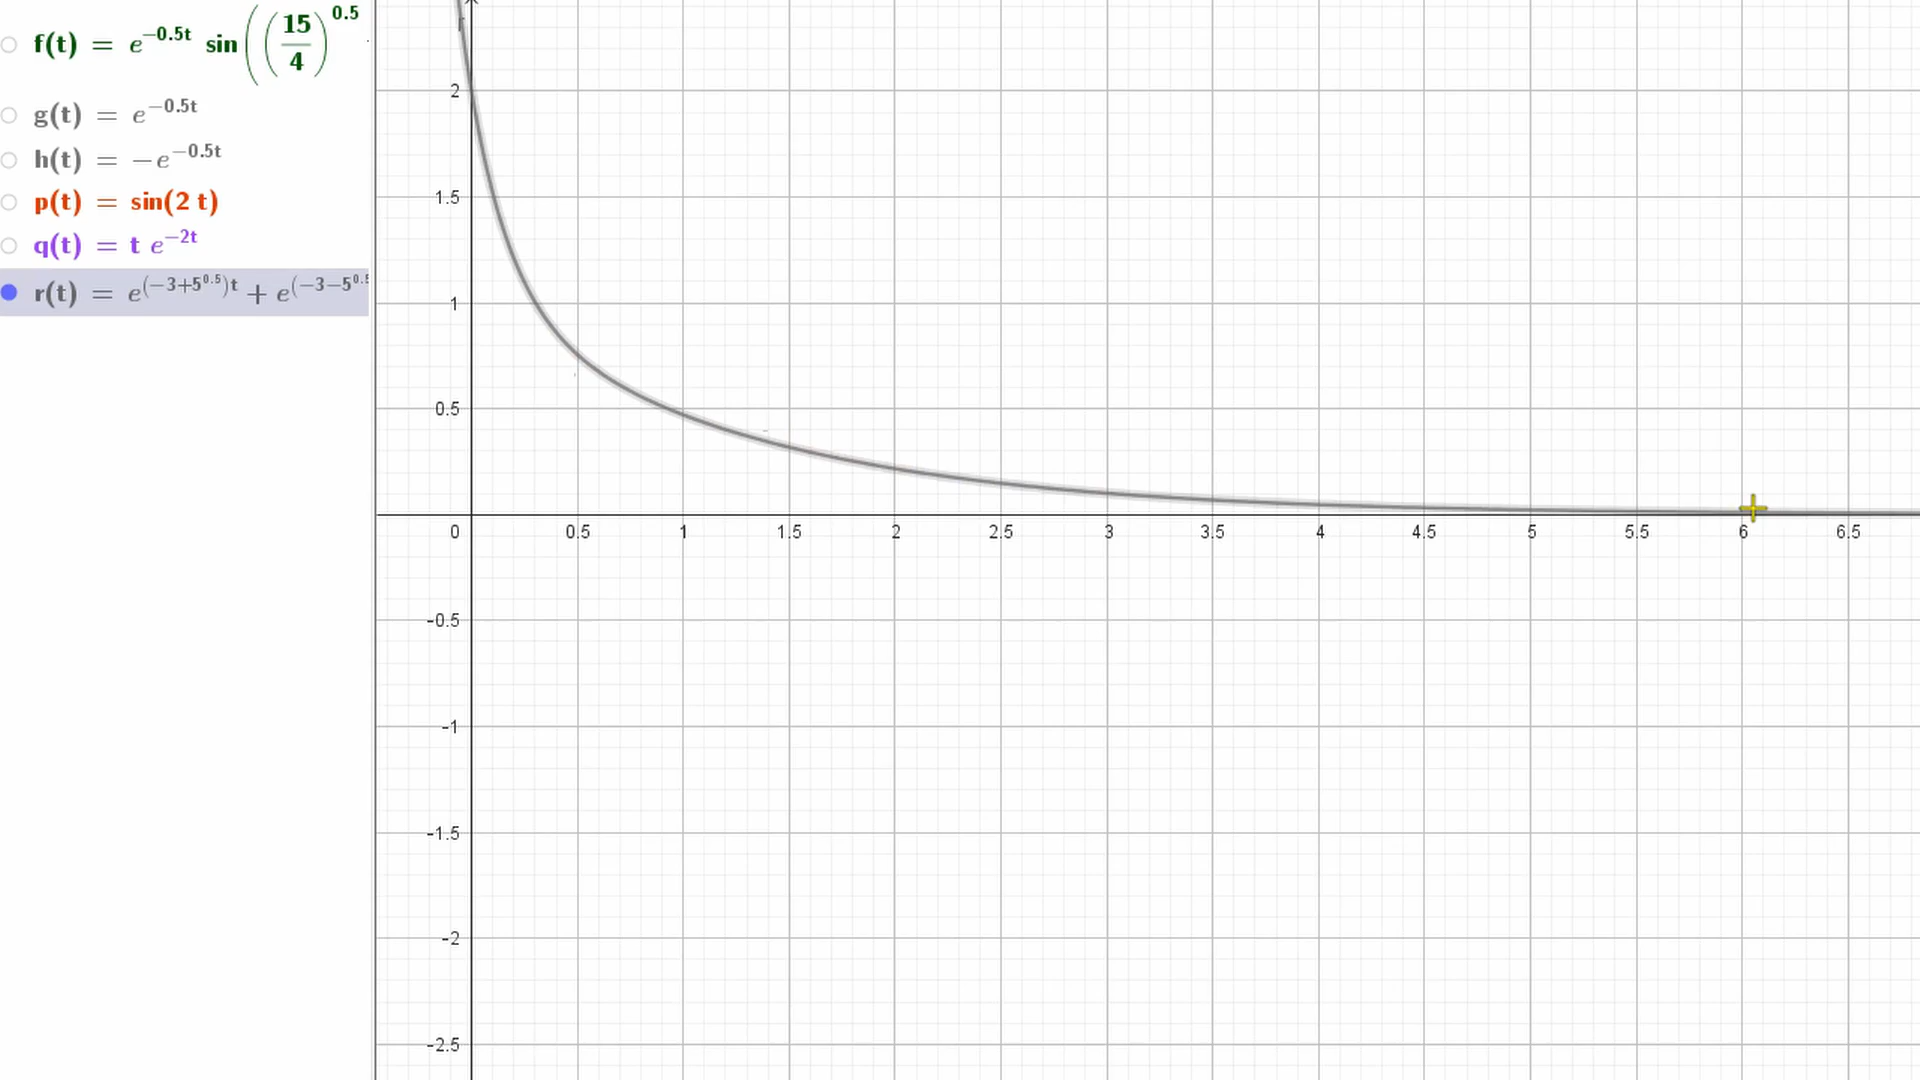 f(t) = e^{-0.5t} sin((15/4)^{0.5}
g(t) = e^{-0.5t}
h(t) = -e^{-0.5t}
p(t) = sin(2 t)
q(t) = t e^{-2t}
r(t) = e^{(-3+5^{0.5})t} + e^{(-3-5^{0.5}
2
1.5
1
0.5
0 0.5 1 1.5 2 2.5 3 3.5 4 4.5 5 5.5 6 6.5
-0.5
-1
-1.5
-2
-2.5